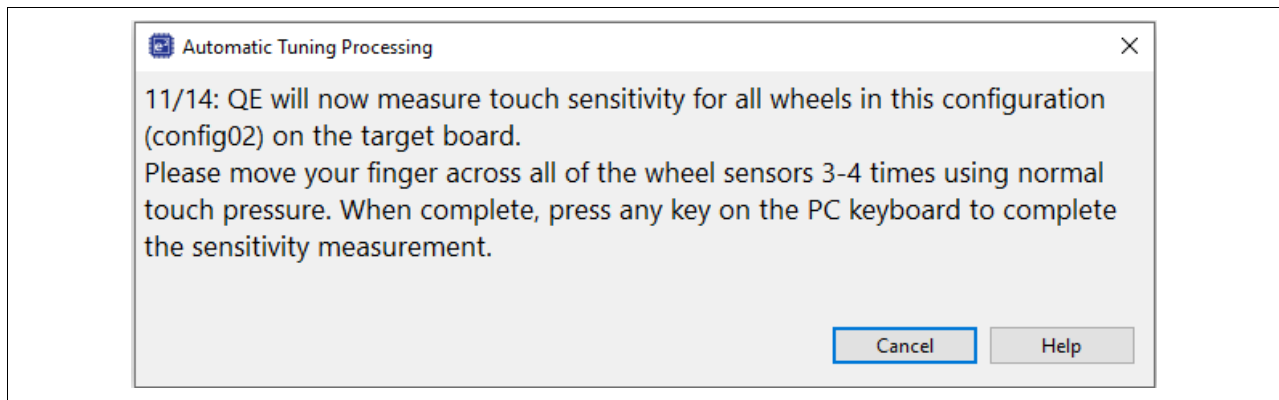 Automatic Tuning Processing
11/14: QE will now measure touch sensitivity for all wheels in this configuration
(config02) on the target board.
Please move your finger across all of the wheel sensors 3-4 times using normal
touch pressure. When complete, press any key on the PC keyboard to complete
the sensitivity measurement.
Cancel Help